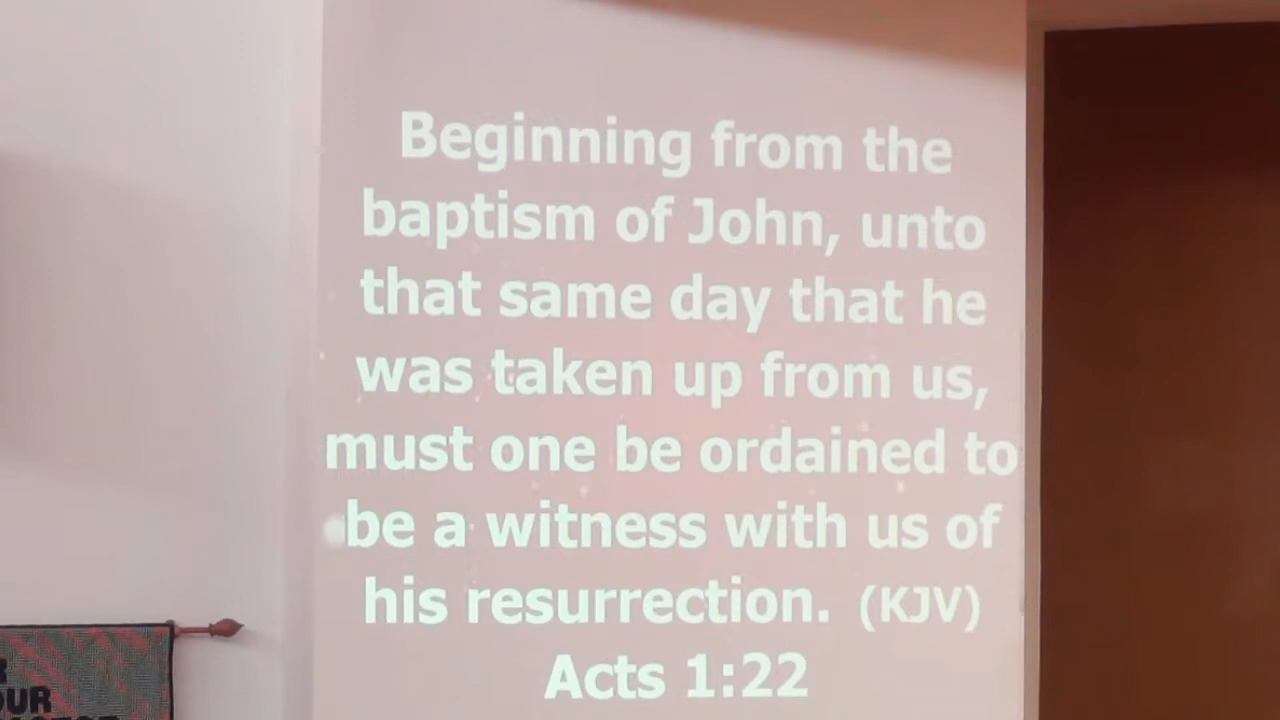 Beginning from the
baptism of John, unto
that same day that he
was taken up from us,
must one be ordained to
be a witness with us of
his resurrection. (KJV)
Acts 1:22